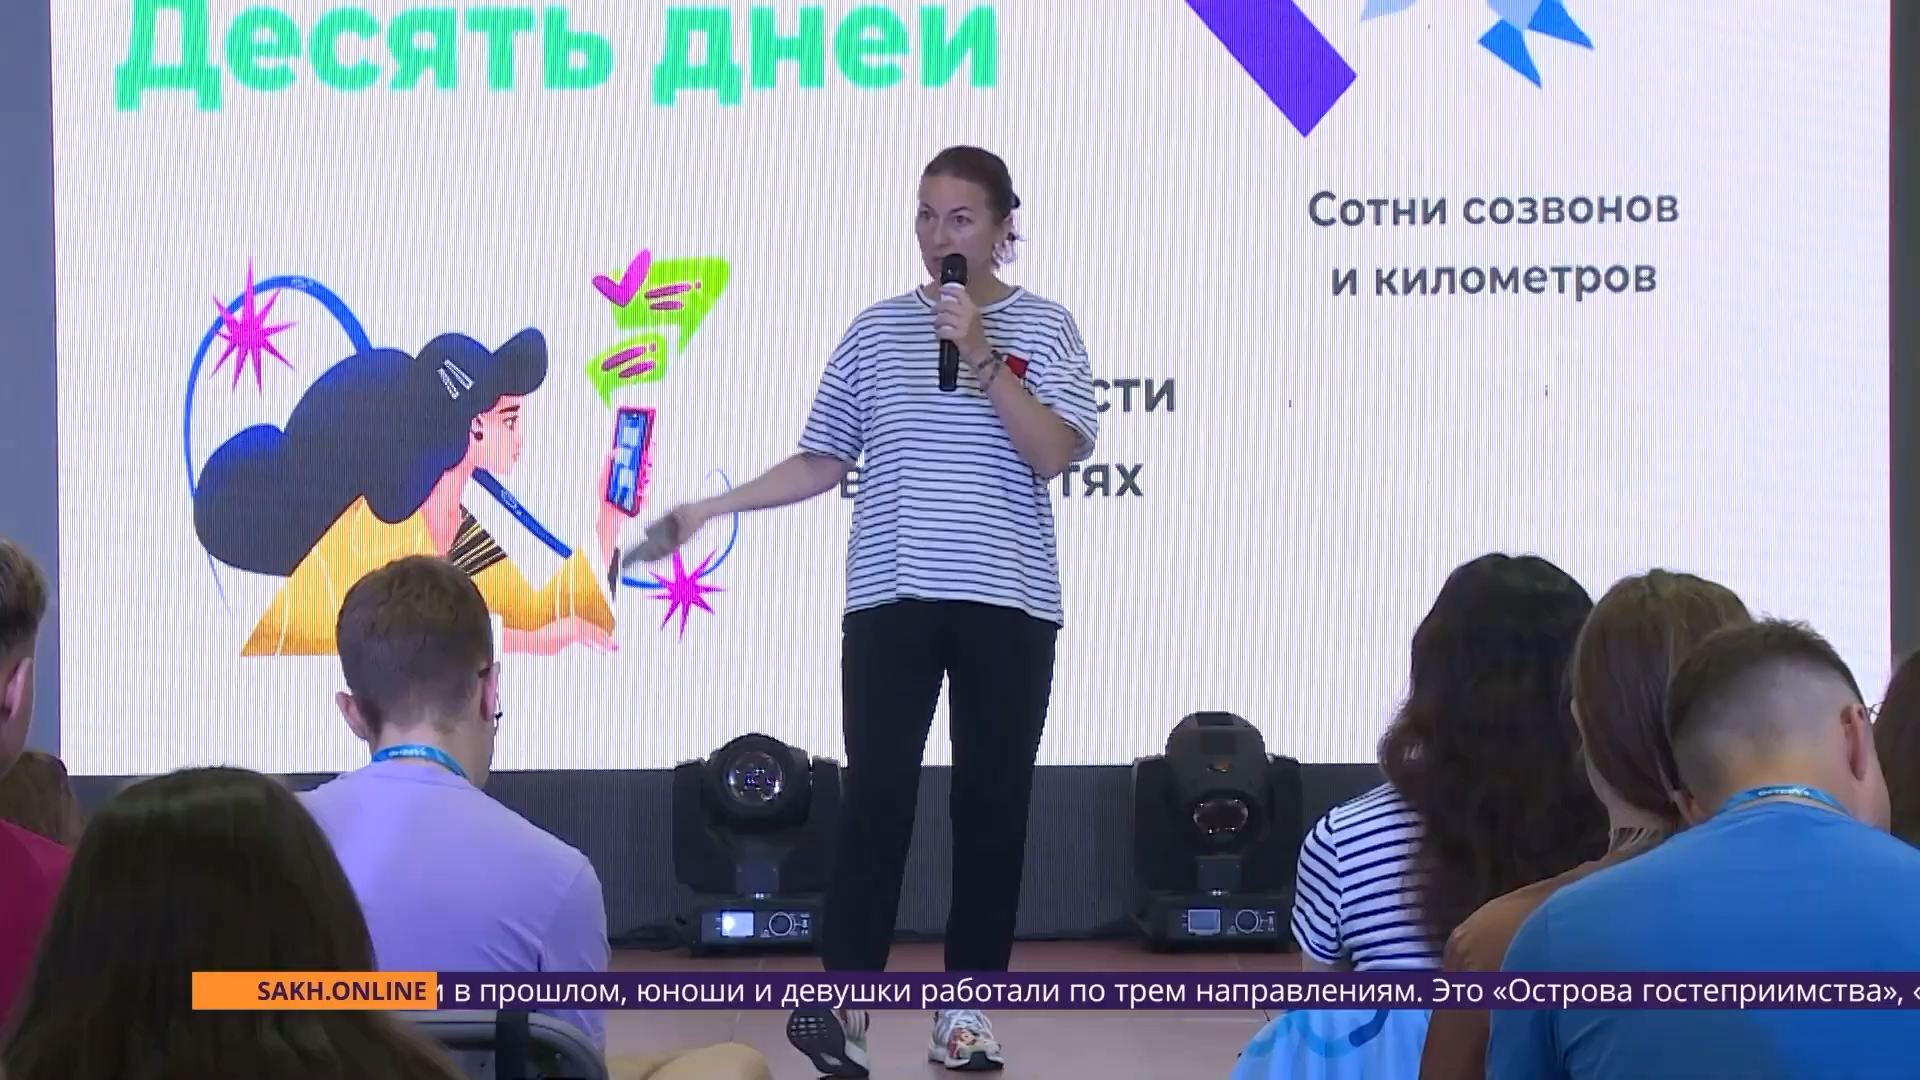 Десять дней
Сотни созвонов
и километров
SAKH.ONLINE
и в прошлом, юноши и девушки работали по трем направлениям. Это «Острова гостеприимства», «